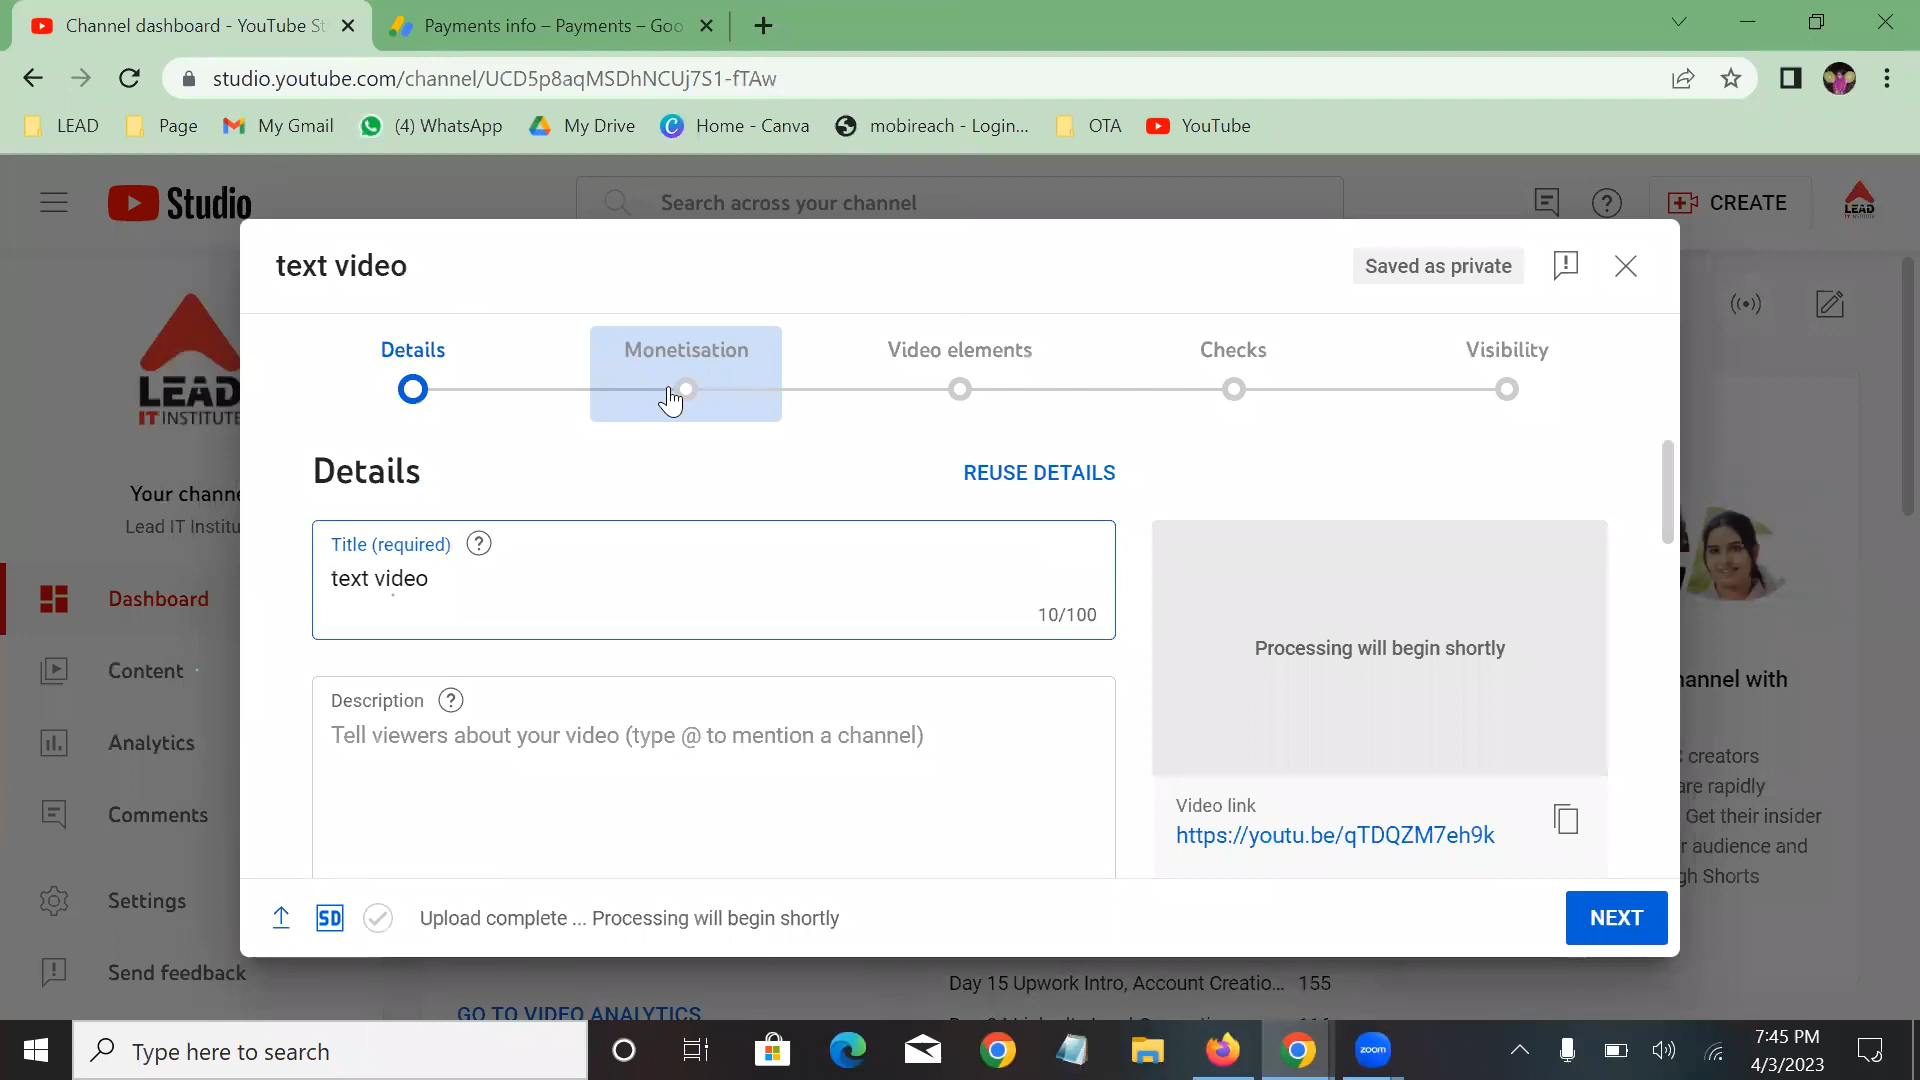 Channel dashboard - YouTube St
Payments info – Payments – Goo
studio.youtube.com/channel/UCD5p8aqMSDhNCUj7S1-fTAw
LEAD
Page
My Gmail
(4) WhatsApp
My Drive
Home - Canva
mobireach - Login...
OTA
YouTube
Studio
Search across your channel
CREATE
LEAD
text video
Saved as private
Details
Monetisation
Video elements
Checks
Visibility
LEAD
IT INSTITUTE
Details
REUSE DETAILS
Your channe
Lead IT Institu
Title (required)
text video
10/100
Processing will begin shortly
Dashboard
Content
Analytics
Comments
Settings
Send feedback
Description
Tell viewers about your video (type @ to mention a channel)
Video link
https://youtu.be/qTDQZM7eh9k
annel with
creators
are rapidly
Get their insider
r audience and
gh Shorts
SD
Upload complete ... Processing will begin shortly
NEXT
Day 15 Upwork Intro, Account Creatio...
155
GO TO VIDEO ANALYTICS
Type here to search
zoom
7:45 PM
4/3/2023